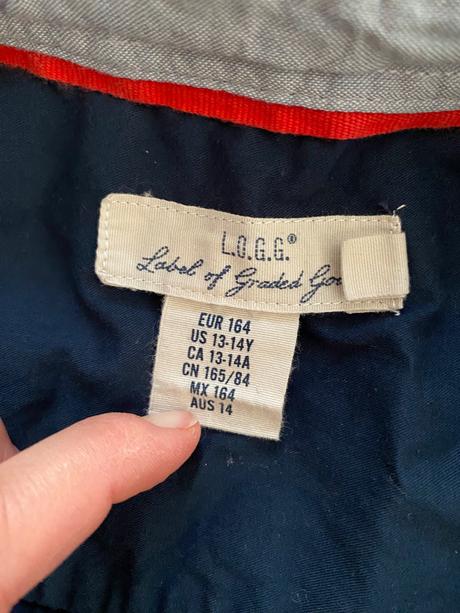 L.O.G.G.®
Label of Graded
EUR 164
US 13-14Y
CA 13-14A
CN 165/84
MX 164
AUS 14